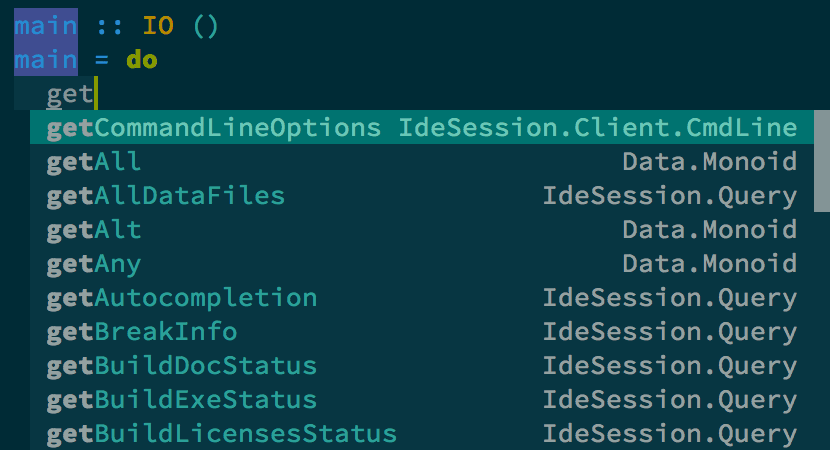 main :: IO ()
main = do
get
getCommandLineOptions IdeSession.Client.CmdLine
getAll Data.Monoid
getAllDataFiles IdeSession.Query
getAlt Data.Monoid
getAny Data.Monoid
getAutocompletion IdeSession.Query
getBreakInfo IdeSession.Query
getBuildDocStatus IdeSession.Query
getBuildExeStatus IdeSession.Query
getBuildLicensesStatus IdeSession.Query